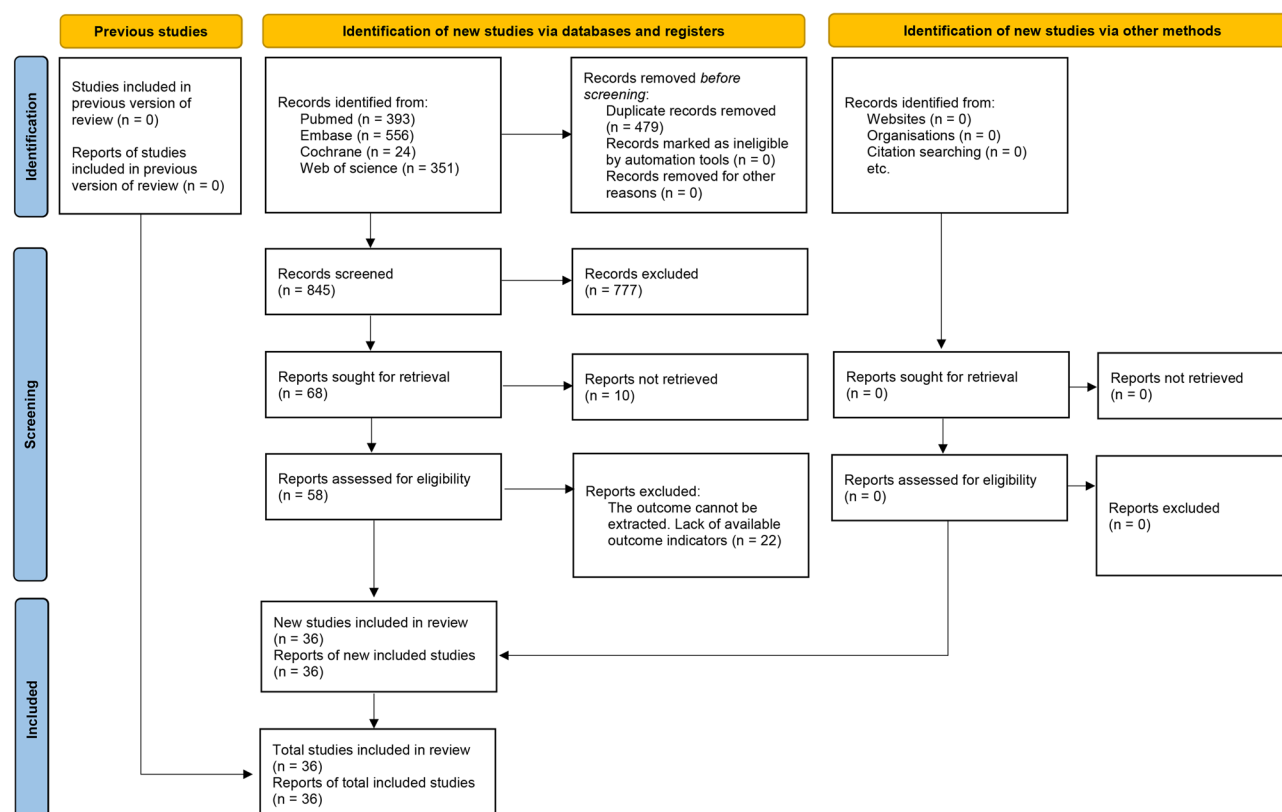 Previous studies
Identification of new studies via databases and registers
Identification of new studies via other methods
Identification
Studies included in
previous version of
review (n = 0)
Reports of studies
included in previous
version of review (n = 0)
Records identified from:
Pubmed (n = 393)
Embase (n = 556)
Cochrane (n = 24)
Web of science (n = 351)
Records removed before
screening:
Duplicate records removed
(n = 479)
Records marked as ineligible
by automation tools (n = 0)
Records removed for other
reasons (n = 0)
Records identified from:
Websites (n = 0)
Organisations (n = 0)
Citation searching (n = 0)
etc.
Screening
Records screened
(n = 845)
Records excluded
(n = 777)
Reports sought for retrieval
(n = 68)
Reports not retrieved
(n = 10)
Reports sought for retrieval
(n = 0)
Reports not retrieved
(n = 0)
Reports assessed for eligibility
(n = 58)
Reports excluded:
The outcome cannot be
extracted. Lack of available
outcome indicators (n = 22)
Reports assessed for eligibility
(n = 0)
Reports excluded
(n = 0)
Included
New studies included in review
(n = 36)
Reports of new included studies
(n = 36)
Total studies included in review
(n = 36)
Reports of total included studies
(n = 36)